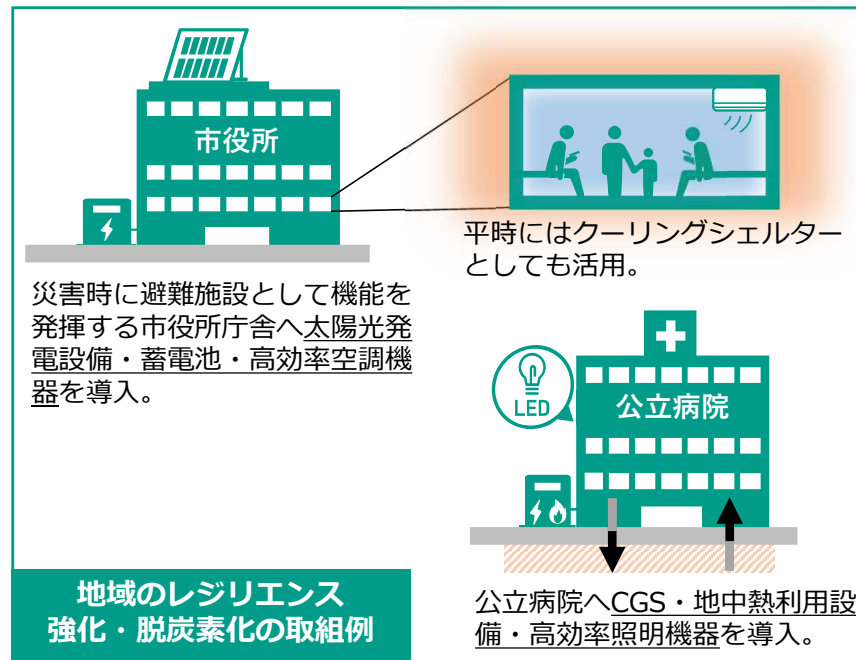 市役所
平時にはクーリングシェルター
としても活用。
災害時に避難施設として機能を
発揮する市役所庁舎へ太陽光発
電設備・蓄電池・高効率空調機
器を導入。
LED
公立病院
公立病院へCGS・地中熱利用設
備・高効率照明機器を導入。
地域のレジリエンス
強化・脱炭素化の取組例